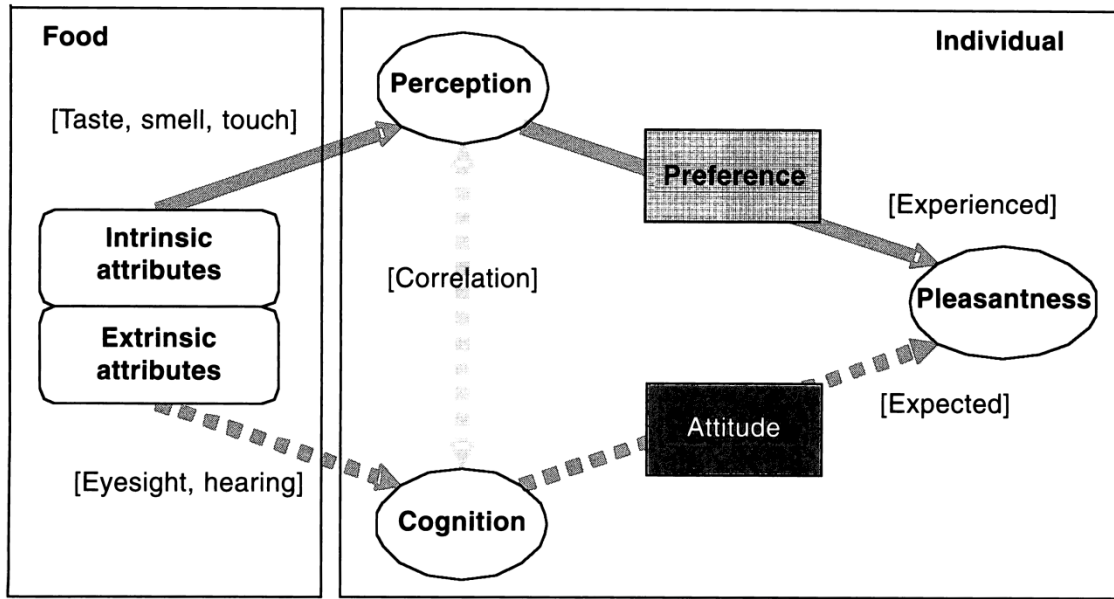 Food
Individual
Perception
[Taste, smell, touch]
Preference
[Experienced]
Intrinsic
attributes
[Correlation]
Pleasantness
Extrinsic
attributes
[Expected]
Attitude
[Eyesight, hearing]
Cognition